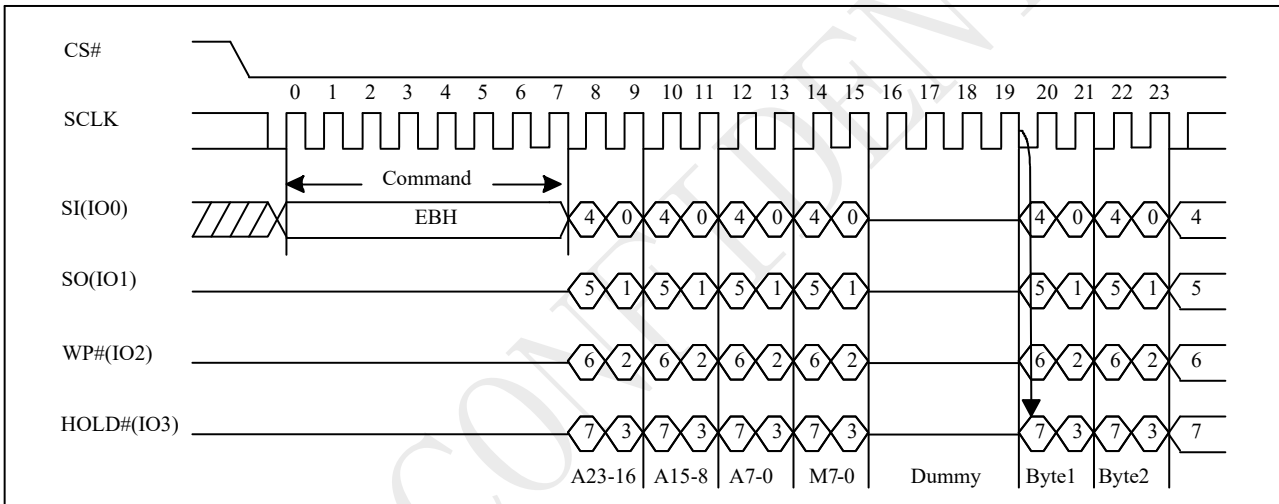 CS#
0 1 2 3 4 5 6 7 8 9 10 11 12 13 14 15 16 17 18 19 20 21 22 23
SCLK
Command
SI(IO0) EBH 4 0 4 0 4 0 4 0 4 0 4 0 4
SO(IO1) 5 1 5 1 5 1 5 1 5 1 5 1 5
WP#(IO2) 6 2 6 2 6 2 6 2 6 2 6 2 6
HOLD#(IO3) 7 3 7 3 7 3 7 3 7 3 7 3 7
A23-16 A15-8 A7-0 M7-0 Dummy Byte1 Byte2
CONFIDENT